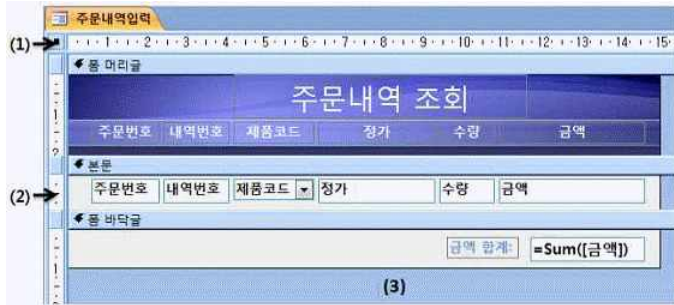 주문내역입력
(1) 1 2 3 4 5 6 7 8 9 10 11 12 13 14 15
폼 머리글
주문내역 조회
주문번호 내역번호 제품코드 정가 수량 금액
본문
(2) 주문번호 내역번호 제품코드 정가 수량 금액
폼 바닥글
금액 합계: =Sum([금액])
(3)